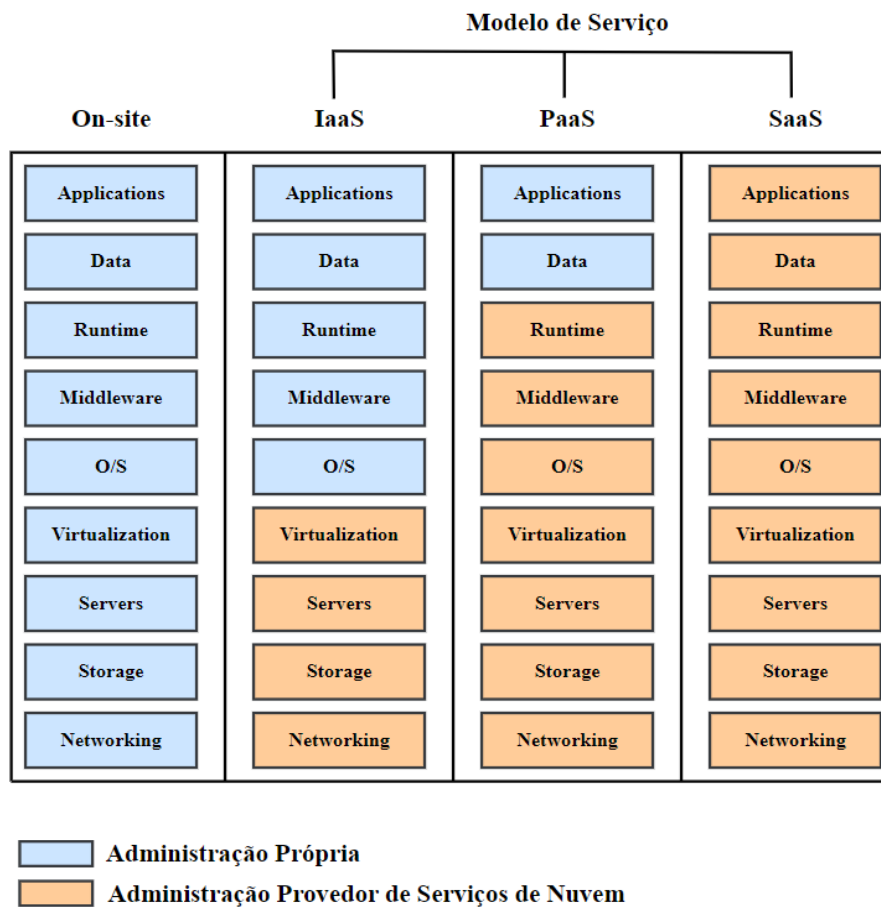 Modelo de Serviço
On-site IaaS PaaS SaaS
Applications Applications Applications Applications
Data Data Data Data
Runtime Runtime Runtime Runtime
Middleware Middleware Middleware Middleware
O/S O/S O/S O/S
Virtualization Virtualization Virtualization Virtualization
Servers Servers Servers Servers
Storage Storage Storage Storage
Networking Networking Networking Networking
Administração Própria
Administração Provedor de Serviços de Nuvem